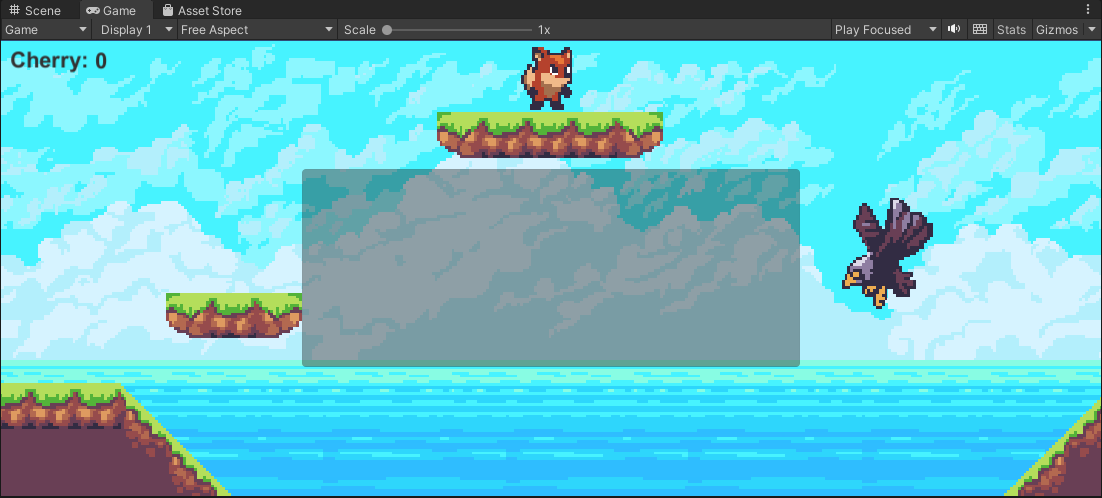 Scene Game Asset Store
Game Display 1 Free Aspect Scale 1x Play Focused Stats Gizmos
Cherry: 0